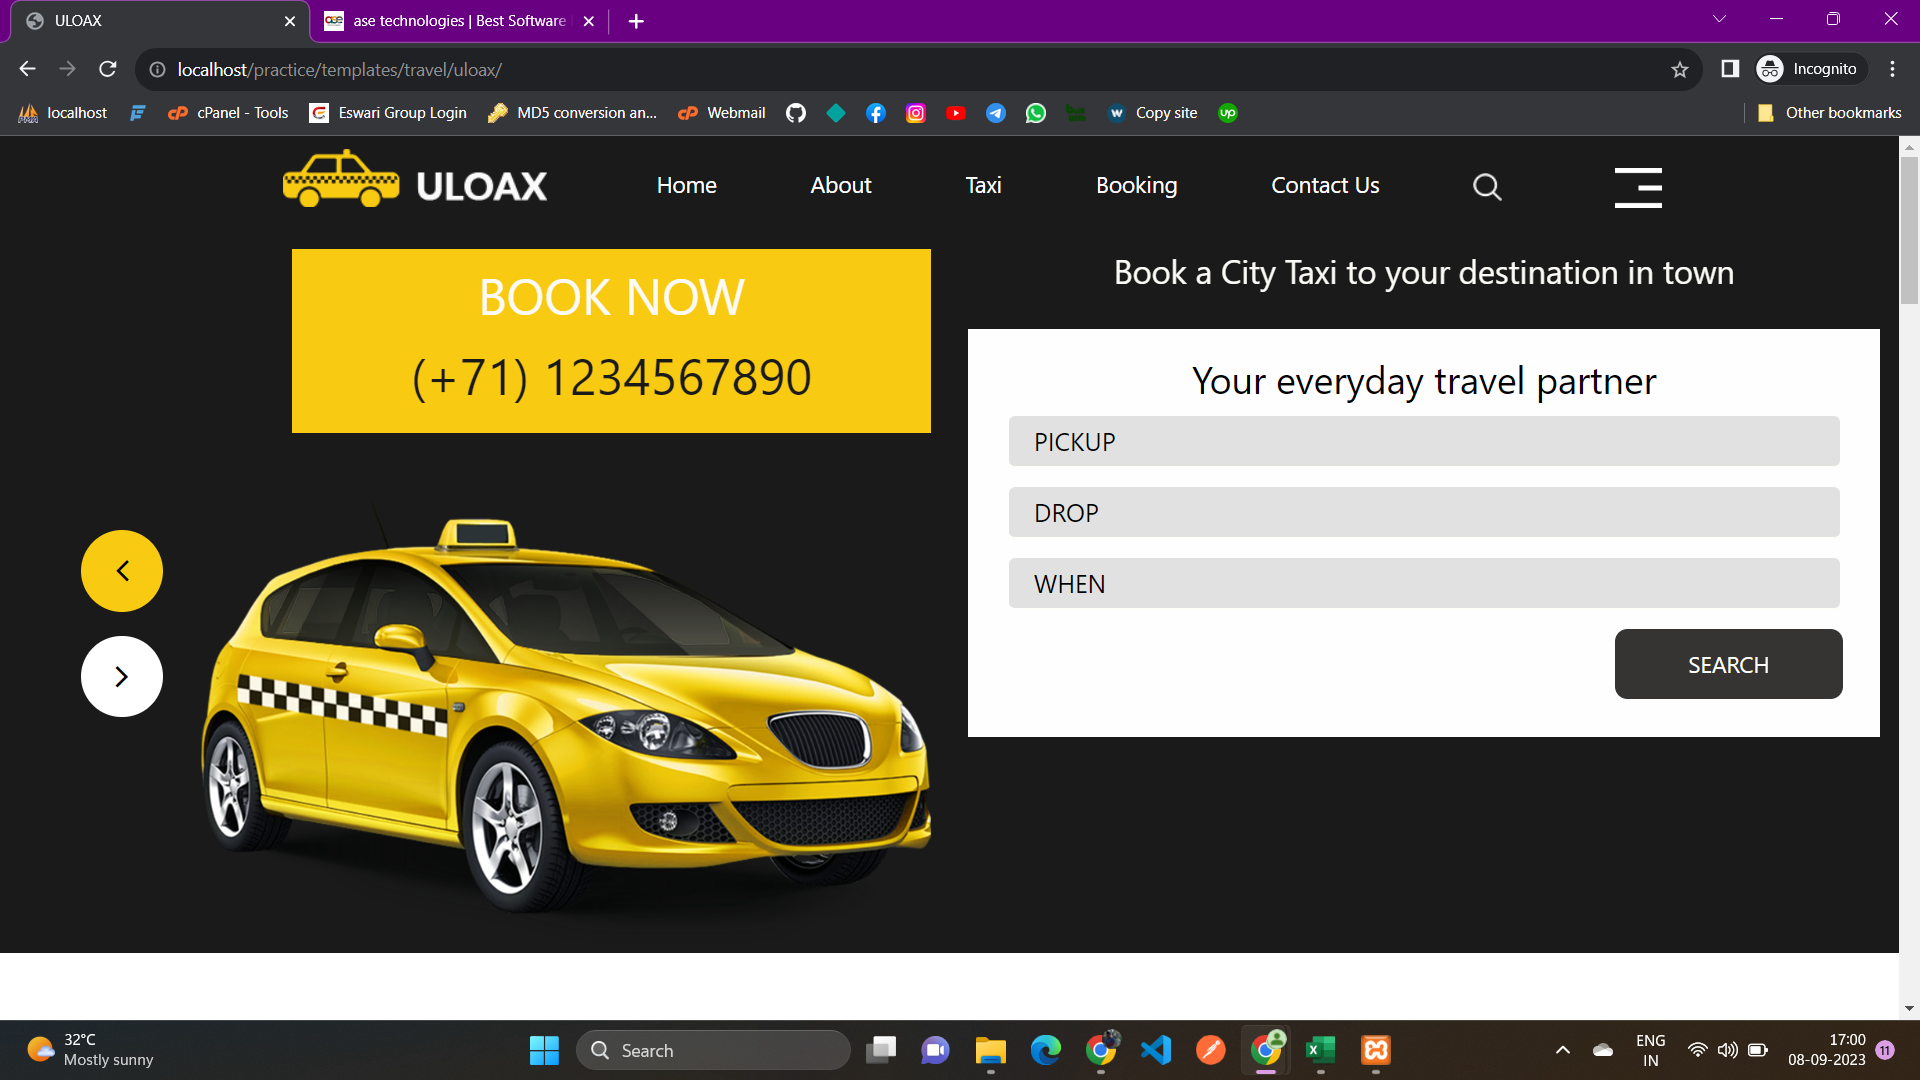 ULOAX
ase technologies | Best Software
localhost/practice/templates/travel/uloax/
Incognito
localhost
cPanel - Tools
Eswari Group Login
MD5 conversion an...
Webmail
Copy site
Other bookmarks
ULOAX
Home
About
Taxi
Booking
Contact Us
BOOK NOW
(+71) 1234567890
Book a City Taxi to your destination in town
Your everyday travel partner
PICKUP
DROP
WHEN
SEARCH
32°C
Mostly sunny
Search
ENG
IN
17:00
08-09-2023
11